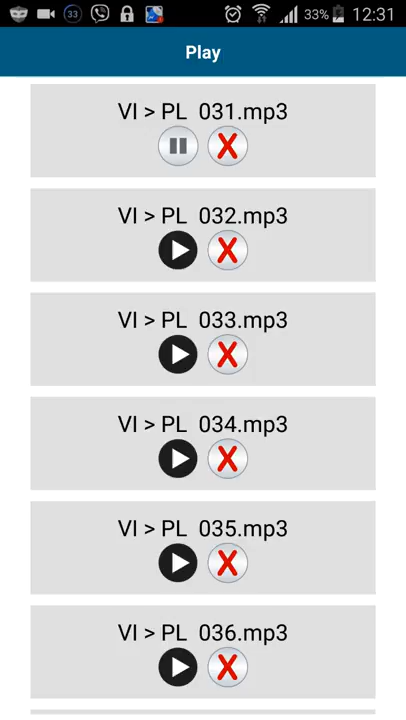 33 33% 12:31
Play
VI > PL 031.mp3
VI > PL 032.mp3
VI > PL 033.mp3
VI > PL 034.mp3
VI > PL 035.mp3
VI > PL 036.mp3